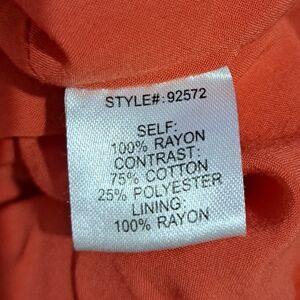 STYLE#:92572
SELF:
100% RAYON
CONTRAST:
75% COTTON
25% POLYESTER
LINING:
100% RAYON